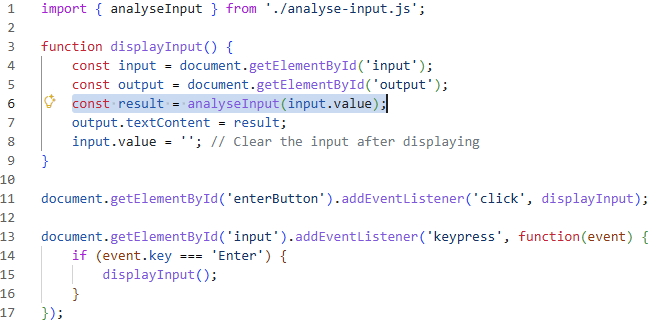 1 import { analyseInput } from './analyse-input.js';
2
3 function displayInput() {
4     const input = document.getElementById('input');
5     const output = document.getElementById('output');
6     const result = analyseInput(input.value);
7     output.textContent = result;
8     input.value = ''; // Clear the input after displaying
9 }
10
11 document.getElementById('enterButton').addEventListener('click', displayInput);
12
13 document.getElementById('input').addEventListener('keypress', function(event) {
14     if (event.key === 'Enter') {
15         displayInput();
16     }
17 });